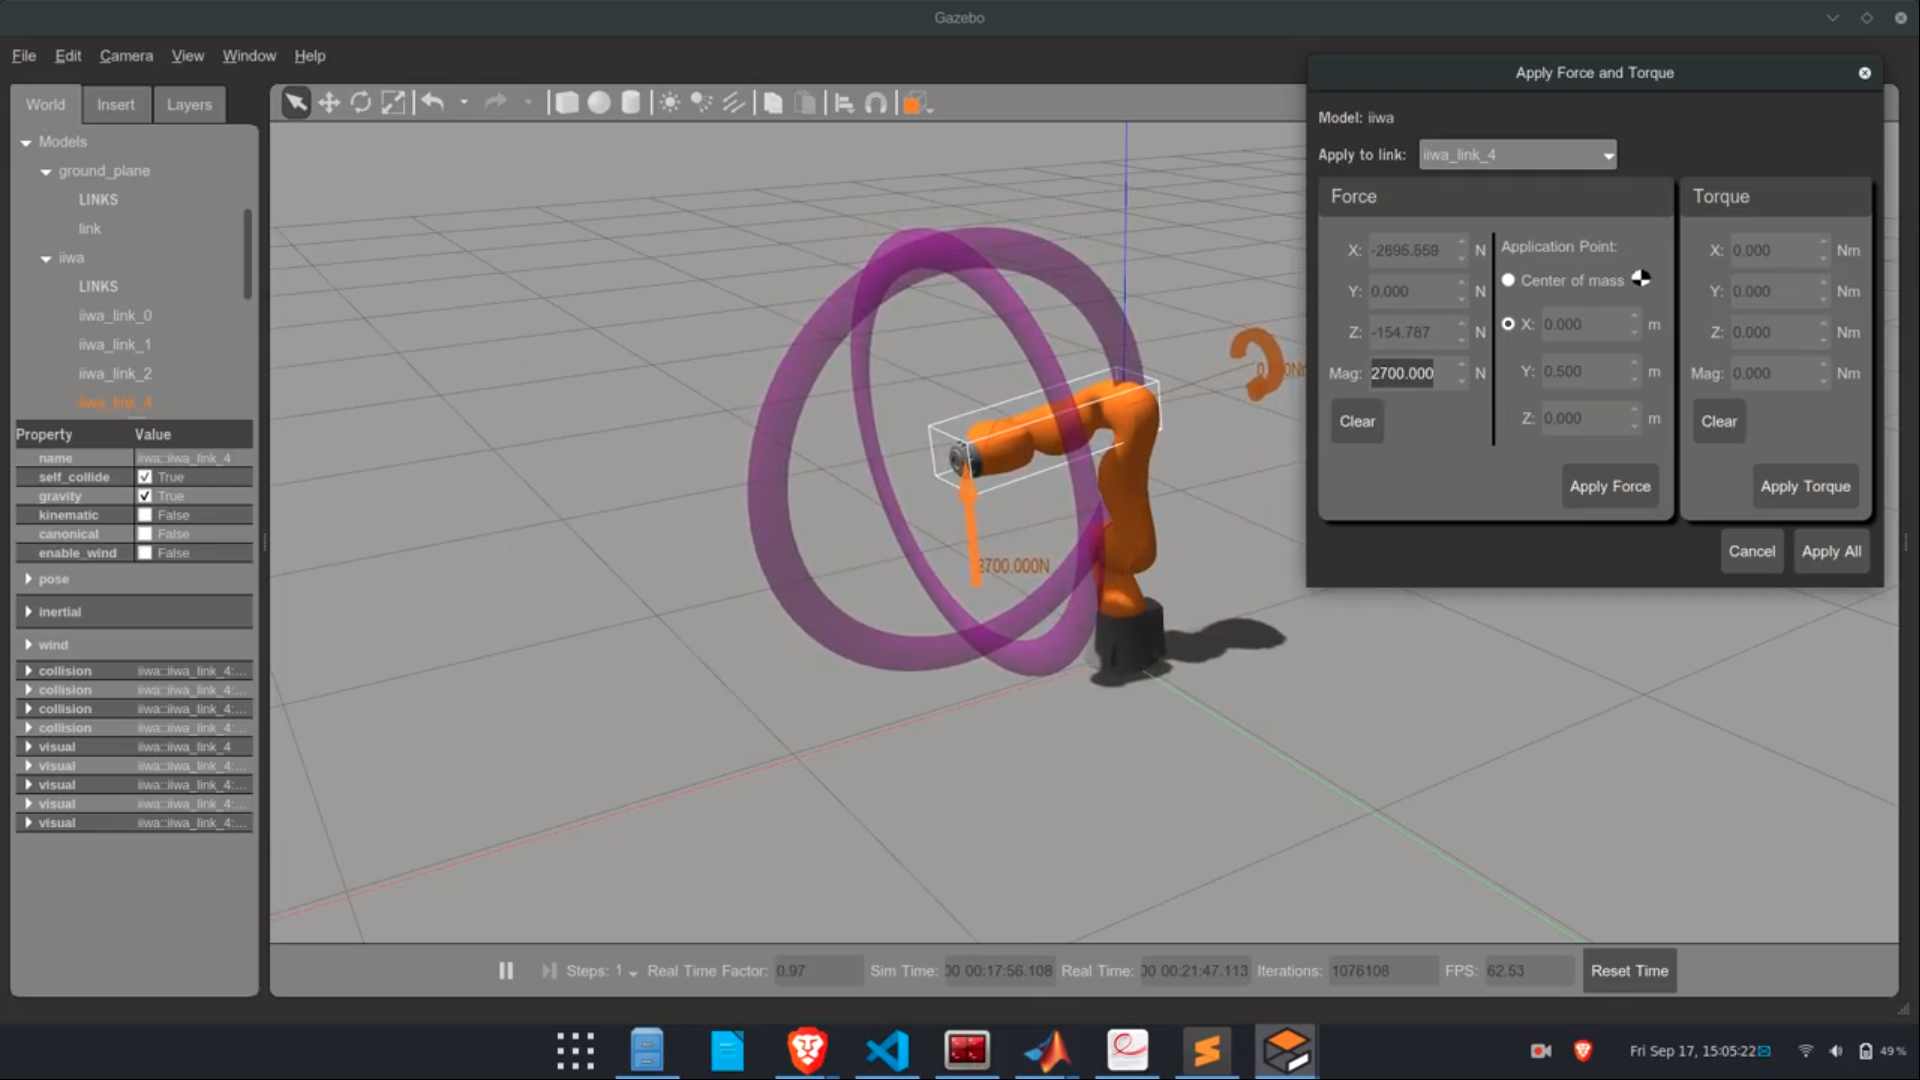 Gazebo
File Edit Camera View Window Help
World Insert Layers
Models
ground_plane
LINKS
link
iiwa
LINKS
iiwa_link_0
iiwa_link_1
iiwa_link_2
iiwa_link_4
Property Value
name iiwa::iiwa_link_4
self_collide True
gravity True
kinematic False
canonical False
enable_wind False
pose
inertial
wind
collision iiwa::iiwa_link_4:...
collision iiwa::iiwa_link_4:...
collision iiwa::iiwa_link_4:...
collision iiwa::iiwa_link_4:...
visual iiwa::iiwa_link_4
visual iiwa::iiwa_link_4:...
visual iiwa::iiwa_link_4:...
visual iiwa::iiwa_link_4:...
visual iiwa::iiwa_link_4:...
2700.000N
Apply Force and Torque
Model: iiwa
Apply to link: iiwa_link_4
Force
X: -2695.559 N
Y: 0.000 N
Z: -154.787 N
Mag: 2700.000 N
Clear
Application Point:
Center of mass
X: 0.000 m
Y: 0.500 m
Z: 0.000 m
Apply Force
Torque
X: 0.000 Nm
Y: 0.000 Nm
Z: 0.000 Nm
Mag: 0.000 Nm
Clear
Apply Torque
Cancel Apply All
Steps: 1 Real Time Factor: 0.97 Sim Time: 00 00:17:56.108 Real Time: 00 00:21:47.113 Iterations: 1076108 FPS: 62.53 Reset Time
Fri Sep 17, 15:05:22 49 %